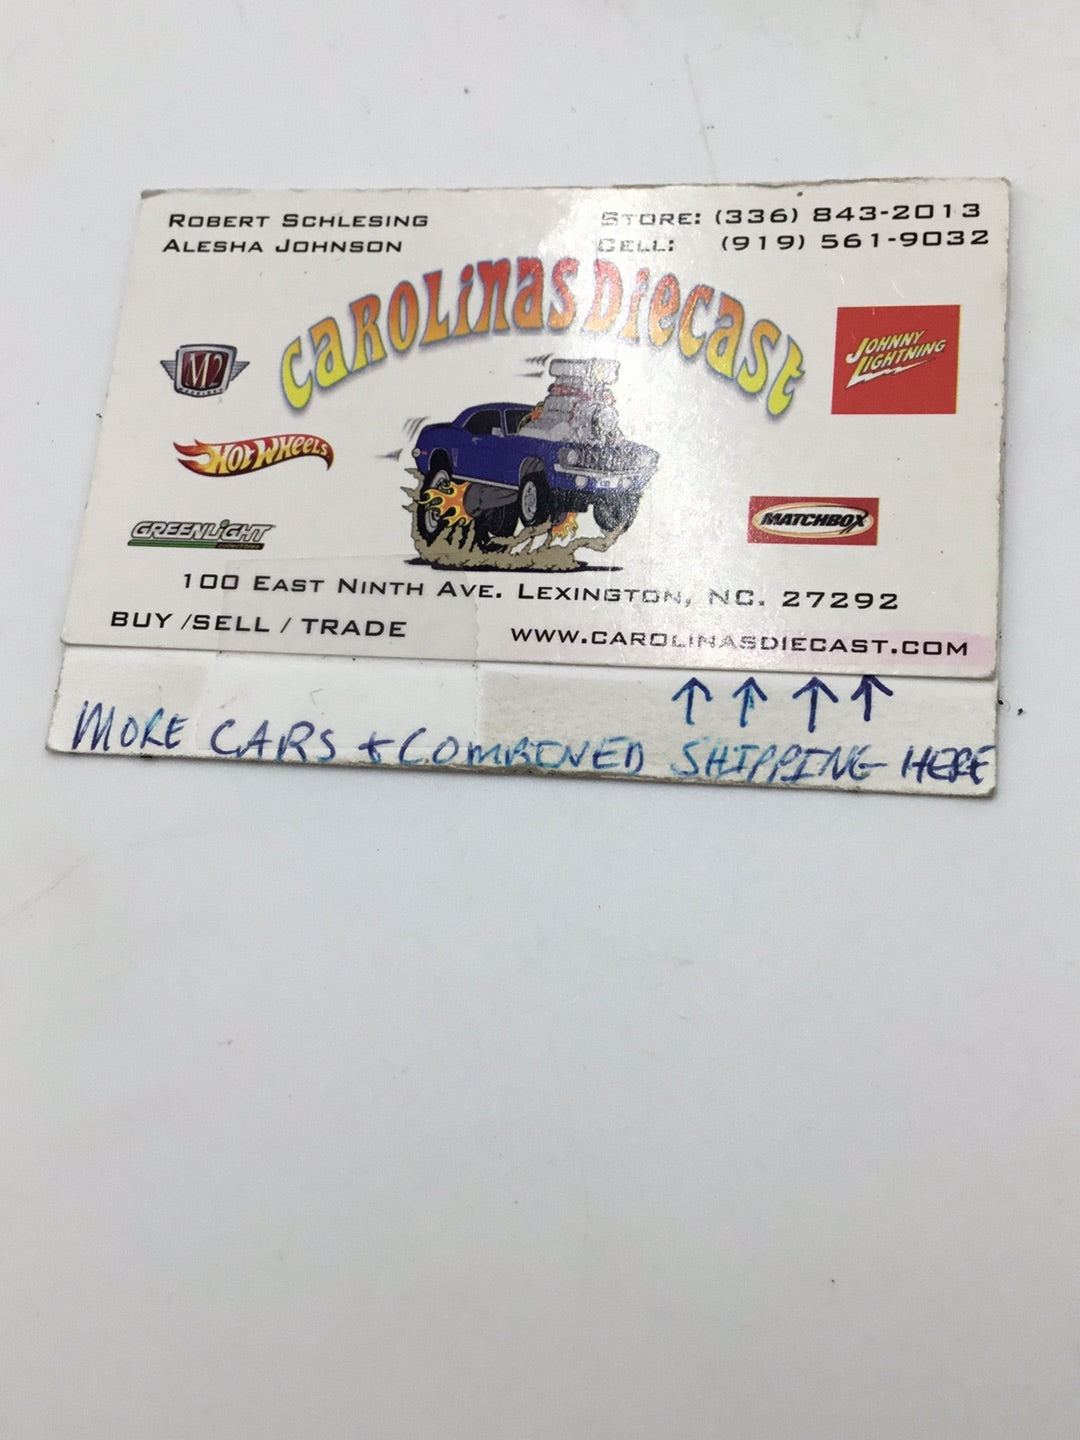 ROBERT SCHLESING
ALESHA JOHNSON
STORE: (336) 843-2013
CELL: (919) 561-9032
CAROLINAS DIECAST
M2
JOHNNY LIGHTNING
HOT WHEELS
GREENLIGHT
MATCHBOX
100 EAST NINTH AVE. LEXINGTON, NC. 27292
BUY /SELL / TRADE
WWW.CAROLINASDIECAST.COM
↑ ↑ ↑ ↑
MORE CARS & COMBINED SHIPPING HERE